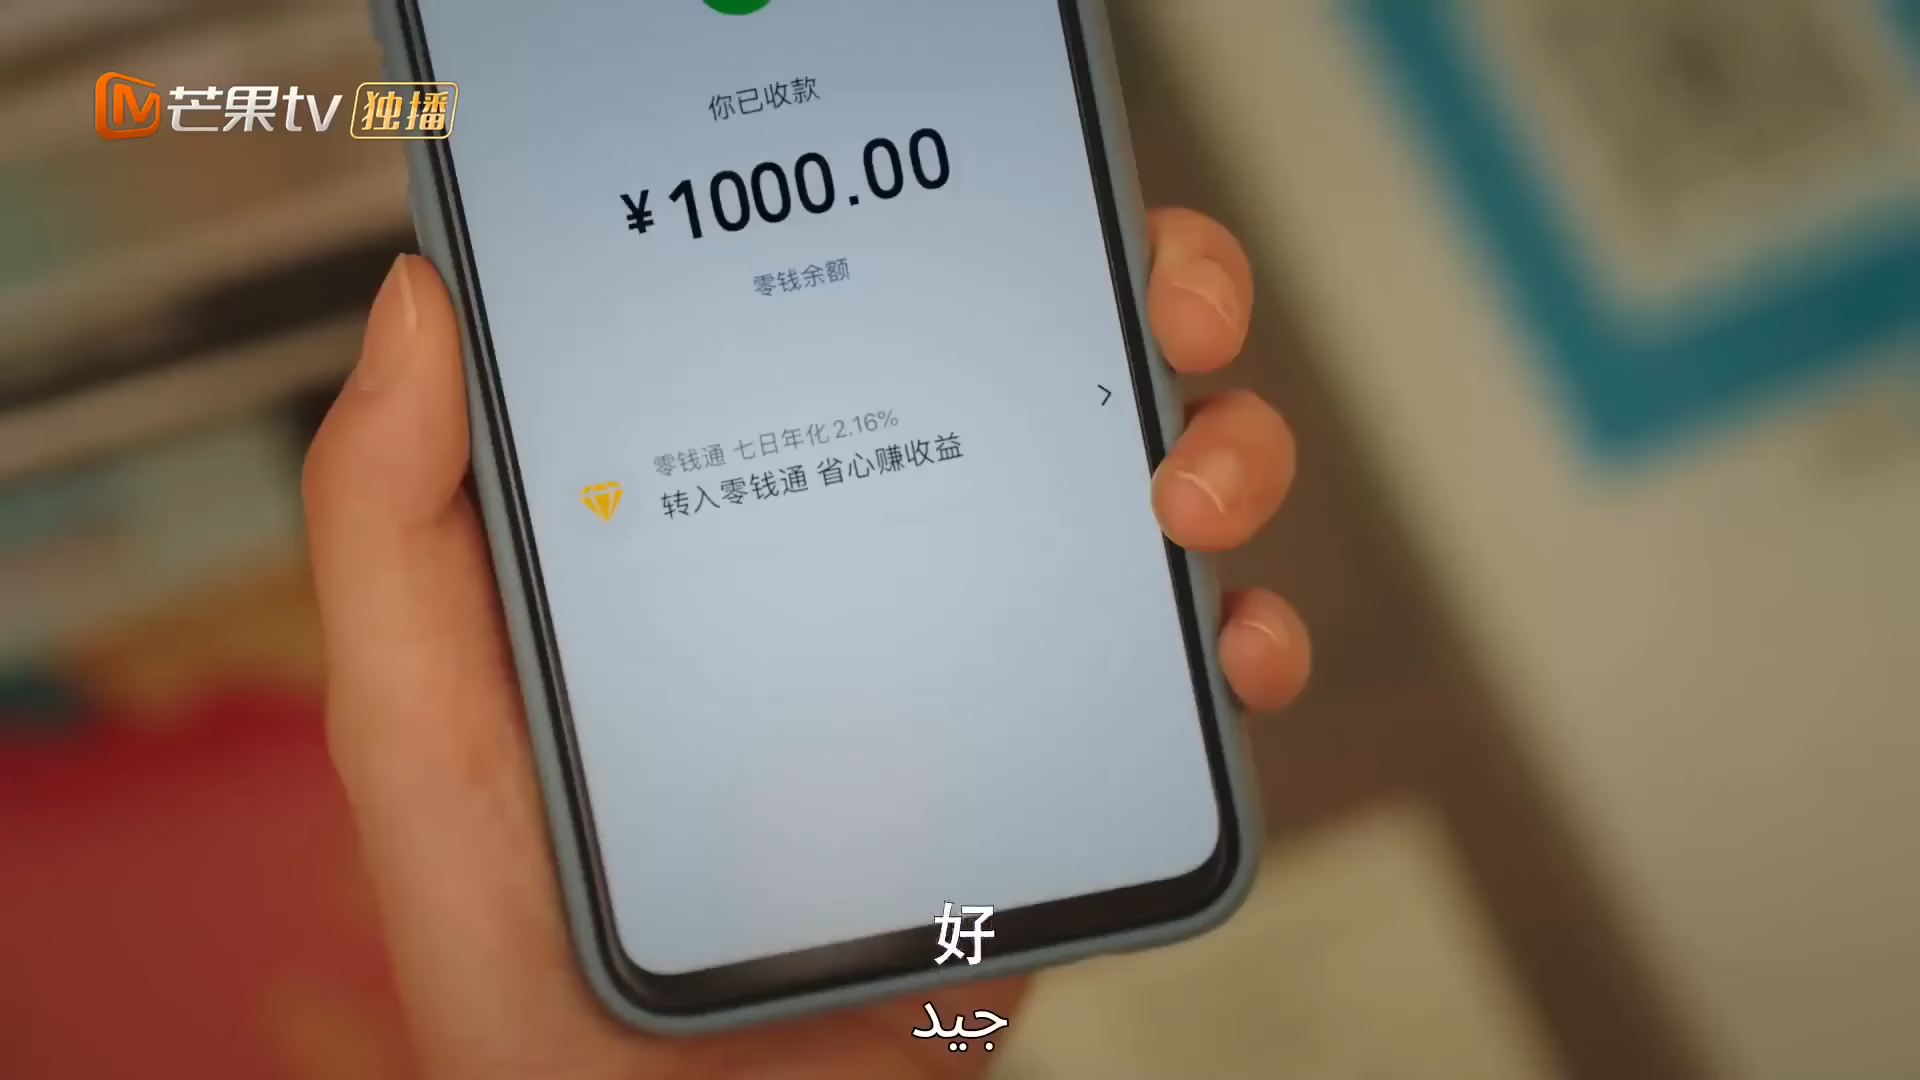 芒果tv 独播
你已收款
¥1000.00
零钱余额
零钱通 七日年化2.16%
转入零钱通 省心赚收益
好
جيد